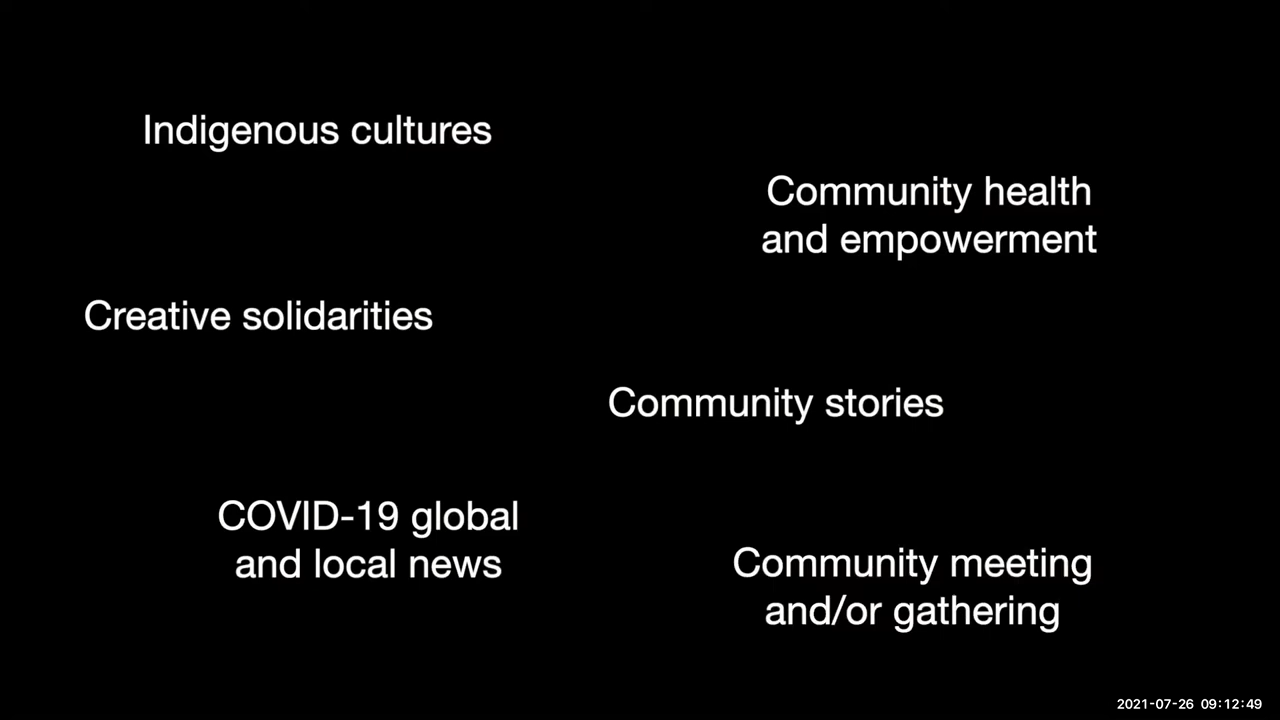 Indigenous cultures
Community health
and empowerment
Creative solidarities
Community stories
COVID-19 global
and local news
Community meeting
and/or gathering
2021-07-26 09:12:49